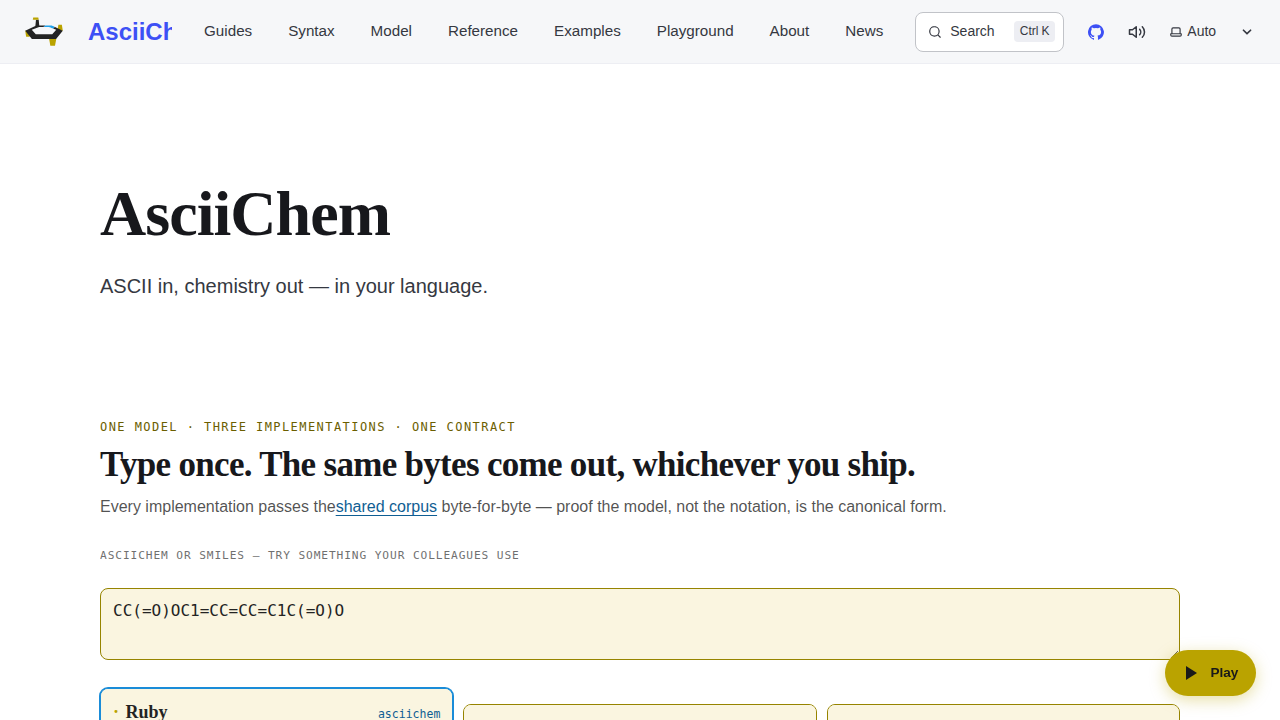 AsciiCh
Guides
Syntax
Model
Reference
Examples
Playground
About
News
Search
Ctrl K
Auto
AsciiChem
ASCII in, chemistry out — in your language.
ONE MODEL · THREE IMPLEMENTATIONS · ONE CONTRACT
Type once. The same bytes come out, whichever you ship.
Every implementation passes theshared corpus byte-for-byte — proof the model, not the notation, is the canonical form.
ASCIICHEM OR SMILES — TRY SOMETHING YOUR COLLEAGUES USE
CC(=O)OC1=CC=CC=C1C(=O)O
Play
· Ruby
asciichem